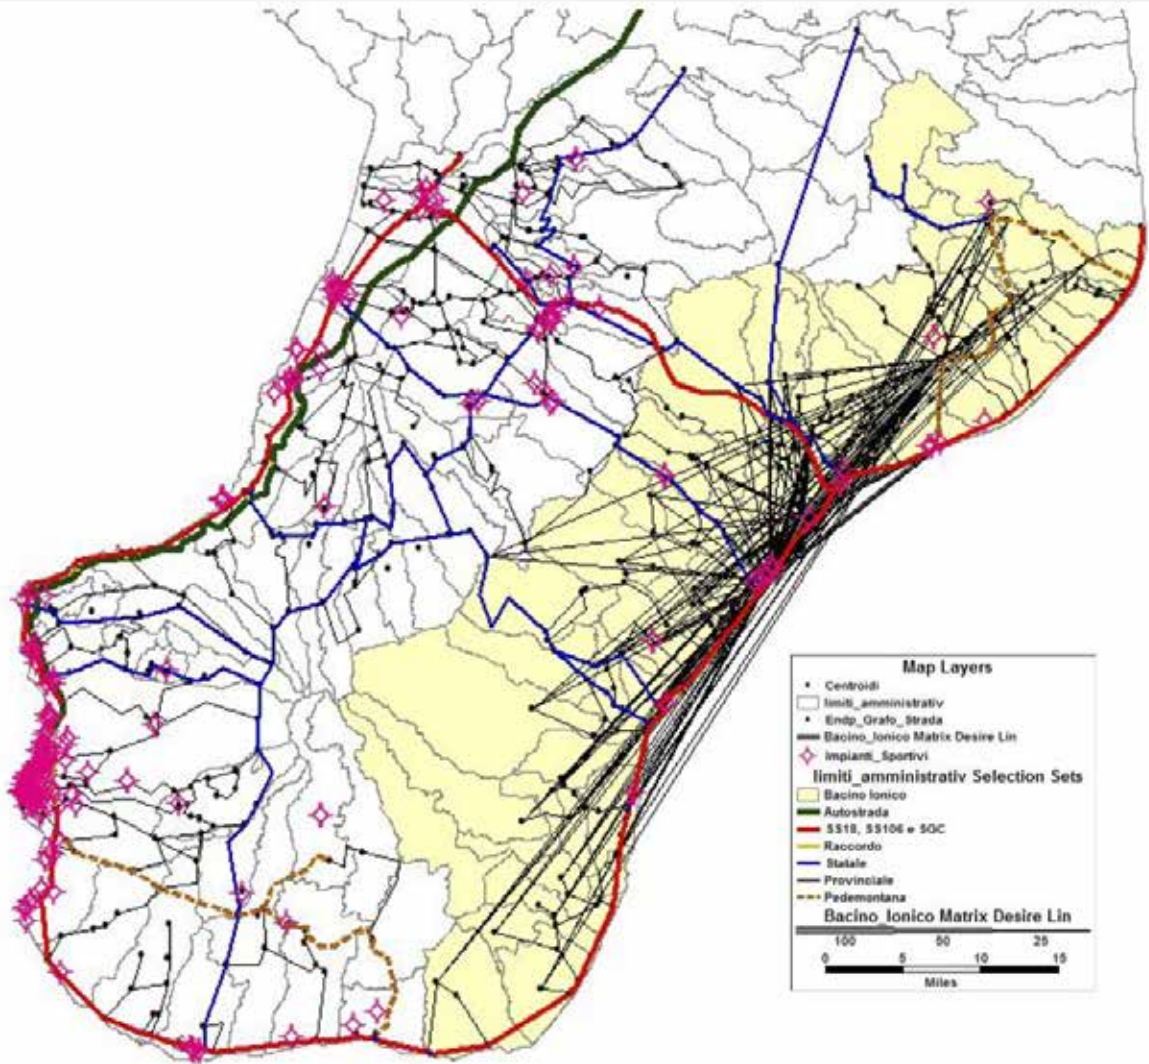 Map Layers
Centroidi
limiti_amministrativ
Endp_Grafo_Strada
Bacino_Ionico Matrix Desire Lin
Impianti_Sportivi
limiti_amministrativ Selection Sets
Bacino Ionico
Autostrada
SS18, SS106 e SGC
Raccordo
Statale
Provinciale
Pedemontana
Bacino_Ionico Matrix Desire Lin
100 50 25
0 5 10 15
Miles